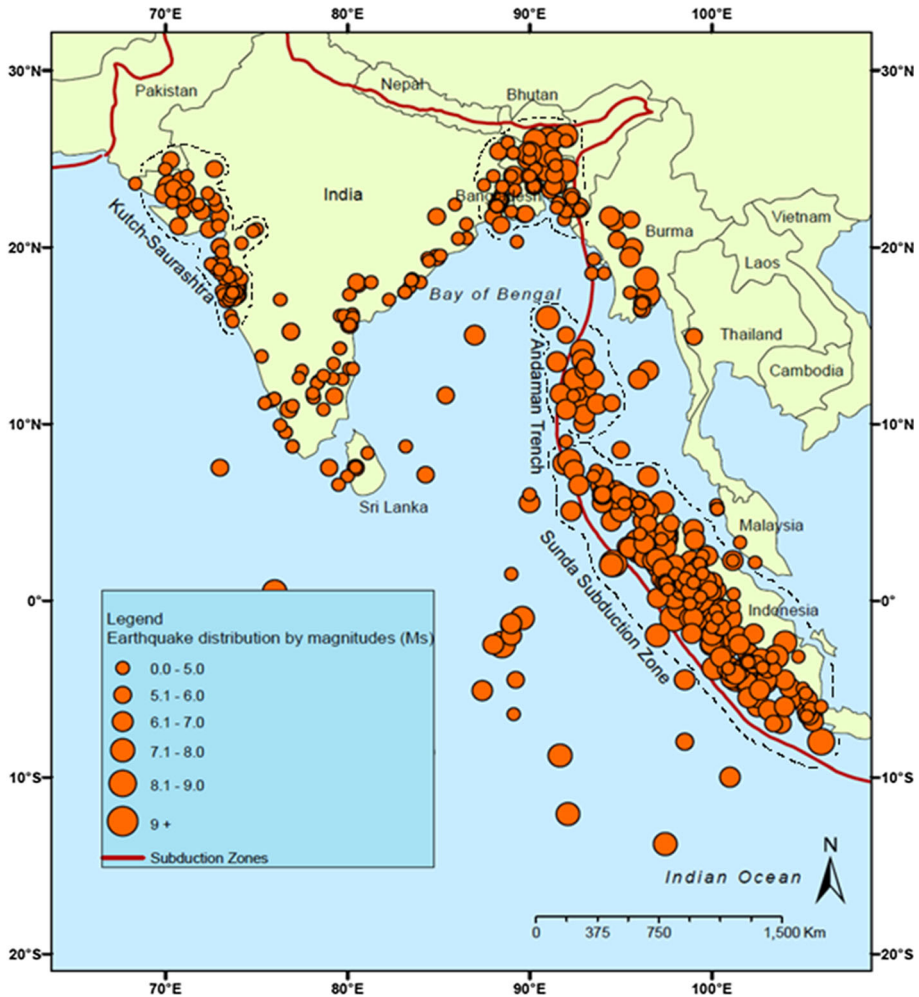 70°E 80°E 90°E 100°E
30°N 30°N
Nepal
Pakistan
Bhutan
India
Bangladesh
Vietnam
Kutch-Saurashtra
Burma
20°N 20°N
Laos
Bay of Bengal
Thailand
Andaman Trench
Cambodia
10°N 10°N
Sri Lanka
Malaysia
Sunda Subduction Zone
0° 0°
Indonesia
Legend
Earthquake distribution by magnitudes (Ms)
0.0 - 5.0
5.1 - 6.0
6.1 - 7.0
7.1 - 8.0
8.1 - 9.0
9 +
Subduction Zones
10°S 10°S
N
Indian Ocean
0 375 750 1,500 Km
20°S 20°S
70°E 80°E 90°E 100°E